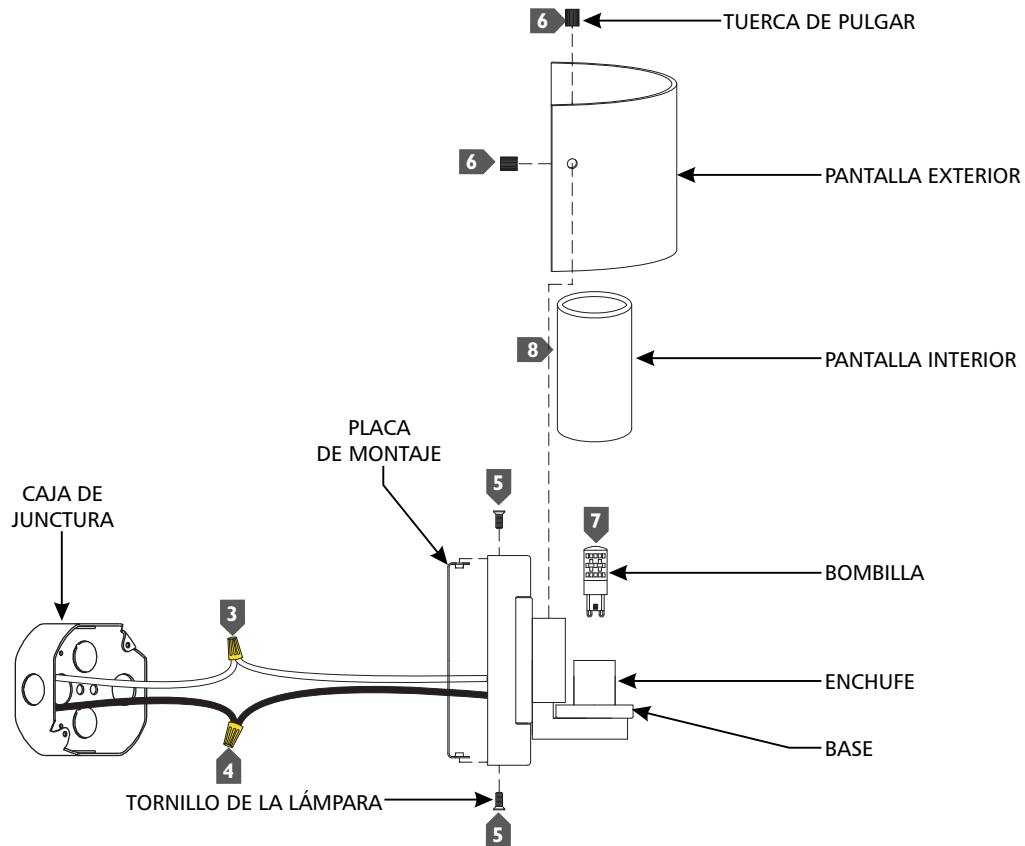 6
TUERCA DE PULGAR
6
PANTALLA EXTERIOR
8
PANTALLA INTERIOR
PLACA
DE MONTAJE
CAJA DE
JUNCTURA
5
7
BOMBILLA
3
ENCHUFE
BASE
4
TORNILLO DE LA LÁMPARA
5